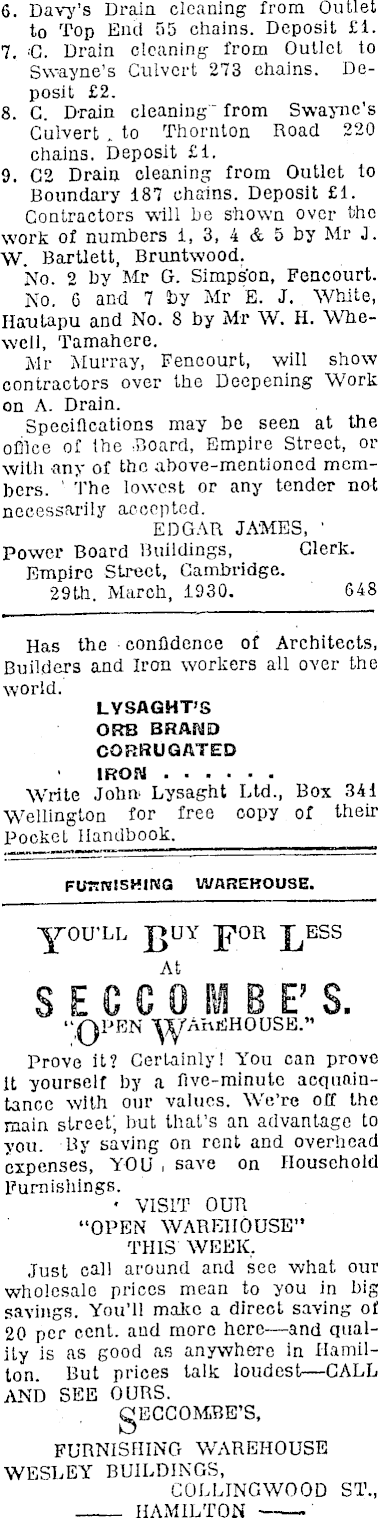 6. Davy's Drain cleaning from Outlet
to Top End 55 chains. Deposit £1.
7. C. Drain cleaning from Outlet to
Swayne's Culvert 273 chains. De-
posit £2.
8. C. Drain cleaning from Swayne's
Culvert to Thornton Road 220
chains. Deposit £1.
9. C2 Drain cleaning from Outlet to
Boundary 187 chains. Deposit £1.
Contractors will be shown over the
work of numbers 1, 3, 4 & 5 by Mr J.
W. Bartlett, Bruntwood.
No. 2 by Mr G. Simpson, Fencourt.
No. 6 and 7 by Mr E. J. White,
Hautapu and No. 8 by Mr W. H. Whe-
well, Tamahere.
Mr Murray, Fencourt, will show
contractors over the Deepening Work
on A. Drain.
Specifications may be seen at the
office of the Board, Empire Street, or
with any of the above-mentioned mem-
bers. The lowest or any tender not
necessarily accepted.
EDGAR JAMES,
Power Board Buildings, Clerk.
Empire Street, Cambridge.
29th. March, 1930. 648
Has the confidence of Architects,
Builders and Iron workers all over the
world.
LYSAGHT'S
ORB BRAND
CORRUGATED
IRON . . . . . .
Write John Lysaght Ltd., Box 341
Wellington for free copy of their
Pocket Handbook.
FURNISHING WAREHOUSE.
YOU'LL BUY FOR LESS
At
SECCOMBE'S.
"OPEN WAREHOUSE."
Prove it? Certainly! You can prove
it yourself by a five-minute acquain-
tance with our values. We're off the
main street, but that's an advantage to
you. By saving on rent and overhead
expenses, YOU save on Household
Furnishings.
VISIT OUR
"OPEN WAREHOUSE"
THIS WEEK.
Just call around and see what our
wholesale prices mean to you in big
savings. You'll make a direct saving of
20 per cent. and more here—and qual-
ity is as good as anywhere in Hamil-
ton. But prices talk loudest—CALL
AND SEE OURS.
SECCOMBE'S,
FURNISHING WAREHOUSE
WESLEY BUILDINGS,
COLLINGWOOD ST.,
—— HAMILTON ——